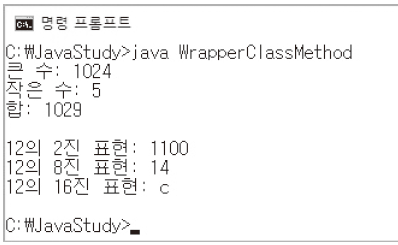 명령 프롬프트
C:₩JavaStudy>java WrapperClassMethod
큰 수: 1024
작은 수: 5
합: 1029
12의 2진 표현: 1100
12의 8진 표현: 14
12의 16진 표현: c
C:₩JavaStudy>_